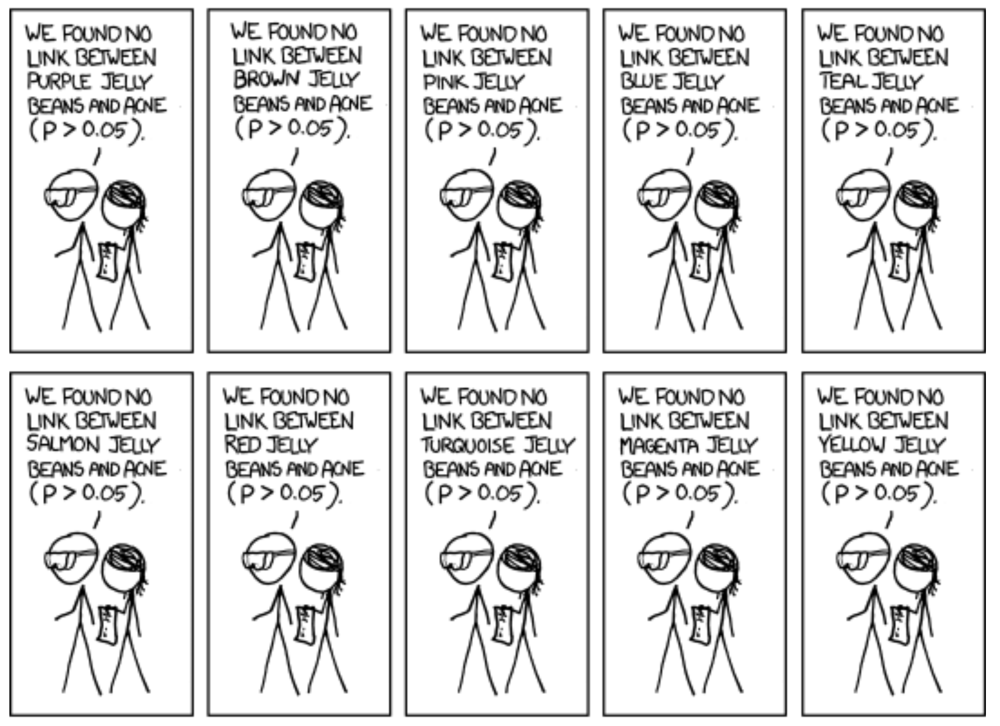 WE FOUND NO
LINK BETWEEN
PURPLE JELLY
BEANS AND ACNE
(P > 0.05).
WE FOUND NO
LINK BETWEEN
BROWN JELLY
BEANS AND ACNE
(P > 0.05).
WE FOUND NO
LINK BETWEEN
PINK JELLY
BEANS AND ACNE
(P > 0.05).
WE FOUND NO
LINK BETWEEN
BLUE JELLY
BEANS AND ACNE
(P > 0.05).
WE FOUND NO
LINK BETWEEN
TEAL JELLY
BEANS AND ACNE
(P > 0.05).
WE FOUND NO
LINK BETWEEN
SALMON JELLY
BEANS AND ACNE
(P > 0.05).
WE FOUND NO
LINK BETWEEN
RED JELLY
BEANS AND ACNE
(P > 0.05).
WE FOUND NO
LINK BETWEEN
TURQUOISE JELLY
BEANS AND ACNE
(P > 0.05).
WE FOUND NO
LINK BETWEEN
MAGENTA JELLY
BEANS AND ACNE
(P > 0.05).
WE FOUND NO
LINK BETWEEN
YELLOW JELLY
BEANS AND ACNE
(P > 0.05).